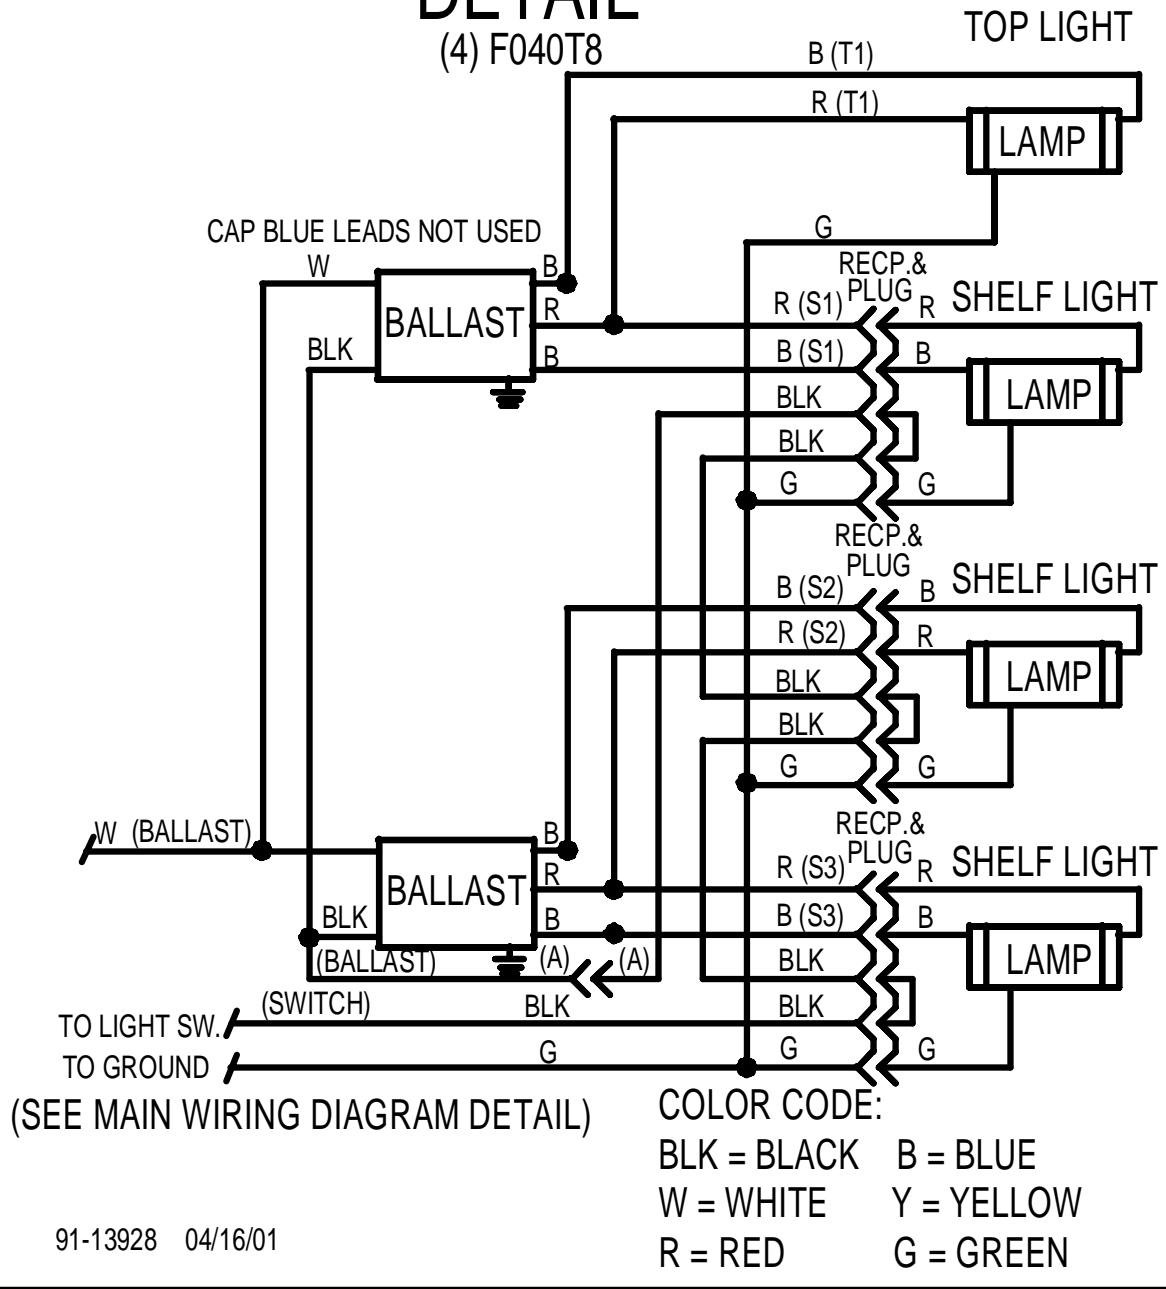 DETAIL
(4) F040T8
TOP LIGHT
B (T1)
R (T1)
LAMP
CAP BLUE LEADS NOT USED
G
W
B
RECP.&
PLUG
SHELF LIGHT
R (S1)
R
BALLAST
R
BLK
B
B (S1)
B
LAMP
BLK
BLK
G
G
RECP.&
PLUG
SHELF LIGHT
B (S2)
B
R (S2)
R
LAMP
BLK
BLK
G
G
RECP.&
PLUG
SHELF LIGHT
W (BALLAST)
B
R (S3)
R
BALLAST
R
BLK
B
B (S3)
B
(BALLAST)
(A)
(A)
BLK
LAMP
(SWITCH)
BLK
BLK
TO LIGHT SW.
G
G
G
TO GROUND
(SEE MAIN WIRING DIAGRAM DETAIL)
COLOR CODE:
BLK = BLACK B = BLUE
W = WHITE Y = YELLOW
R = RED G = GREEN
91-13928 04/16/01